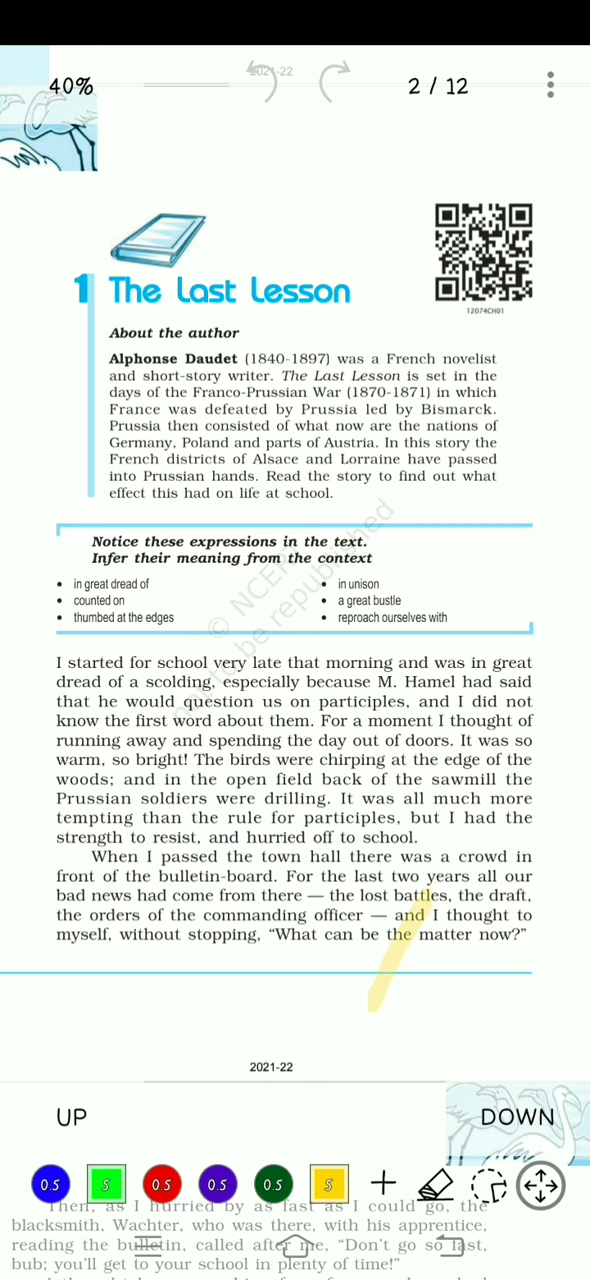 2021-22
40%
2 / 12
12074CH01
1 The Last Lesson
About the author
Alphonse Daudet (1840-1897) was a French novelist
and short-story writer. The Last Lesson is set in the
days of the Franco-Prussian War (1870-1871) in which
France was defeated by Prussia led by Bismarck.
Prussia then consisted of what now are the nations of
Germany, Poland and parts of Austria. In this story the
French districts of Alsace and Lorraine have passed
into Prussian hands. Read the story to find out what
effect this had on life at school.
Notice these expressions in the text.
Infer their meaning from the context
• in great dread of
• counted on
• thumbed at the edges
• in unison
• a great bustle
• reproach ourselves with
© NCERT
not to be republished
I started for school very late that morning and was in great
dread of a scolding, especially because M. Hamel had said
that he would question us on participles, and I did not
know the first word about them. For a moment I thought of
running away and spending the day out of doors. It was so
warm, so bright! The birds were chirping at the edge of the
woods; and in the open field back of the sawmill the
Prussian soldiers were drilling. It was all much more
tempting than the rule for participles, but I had the
strength to resist, and hurried off to school.
When I passed the town hall there was a crowd in
front of the bulletin-board. For the last two years all our
bad news had come from there — the lost battles, the draft,
the orders of the commanding officer — and I thought to
myself, without stopping, “What can be the matter now?”
2021-22
UP
DOWN
0.5
5
0.5
0.5
0.5
5
Then, as I hurried by as fast as I could go, the
blacksmith, Wachter, who was there, with his apprentice,
reading the bulletin, called after me, “Don't go so fast,
bub; you'll get to your school in plenty of time!”